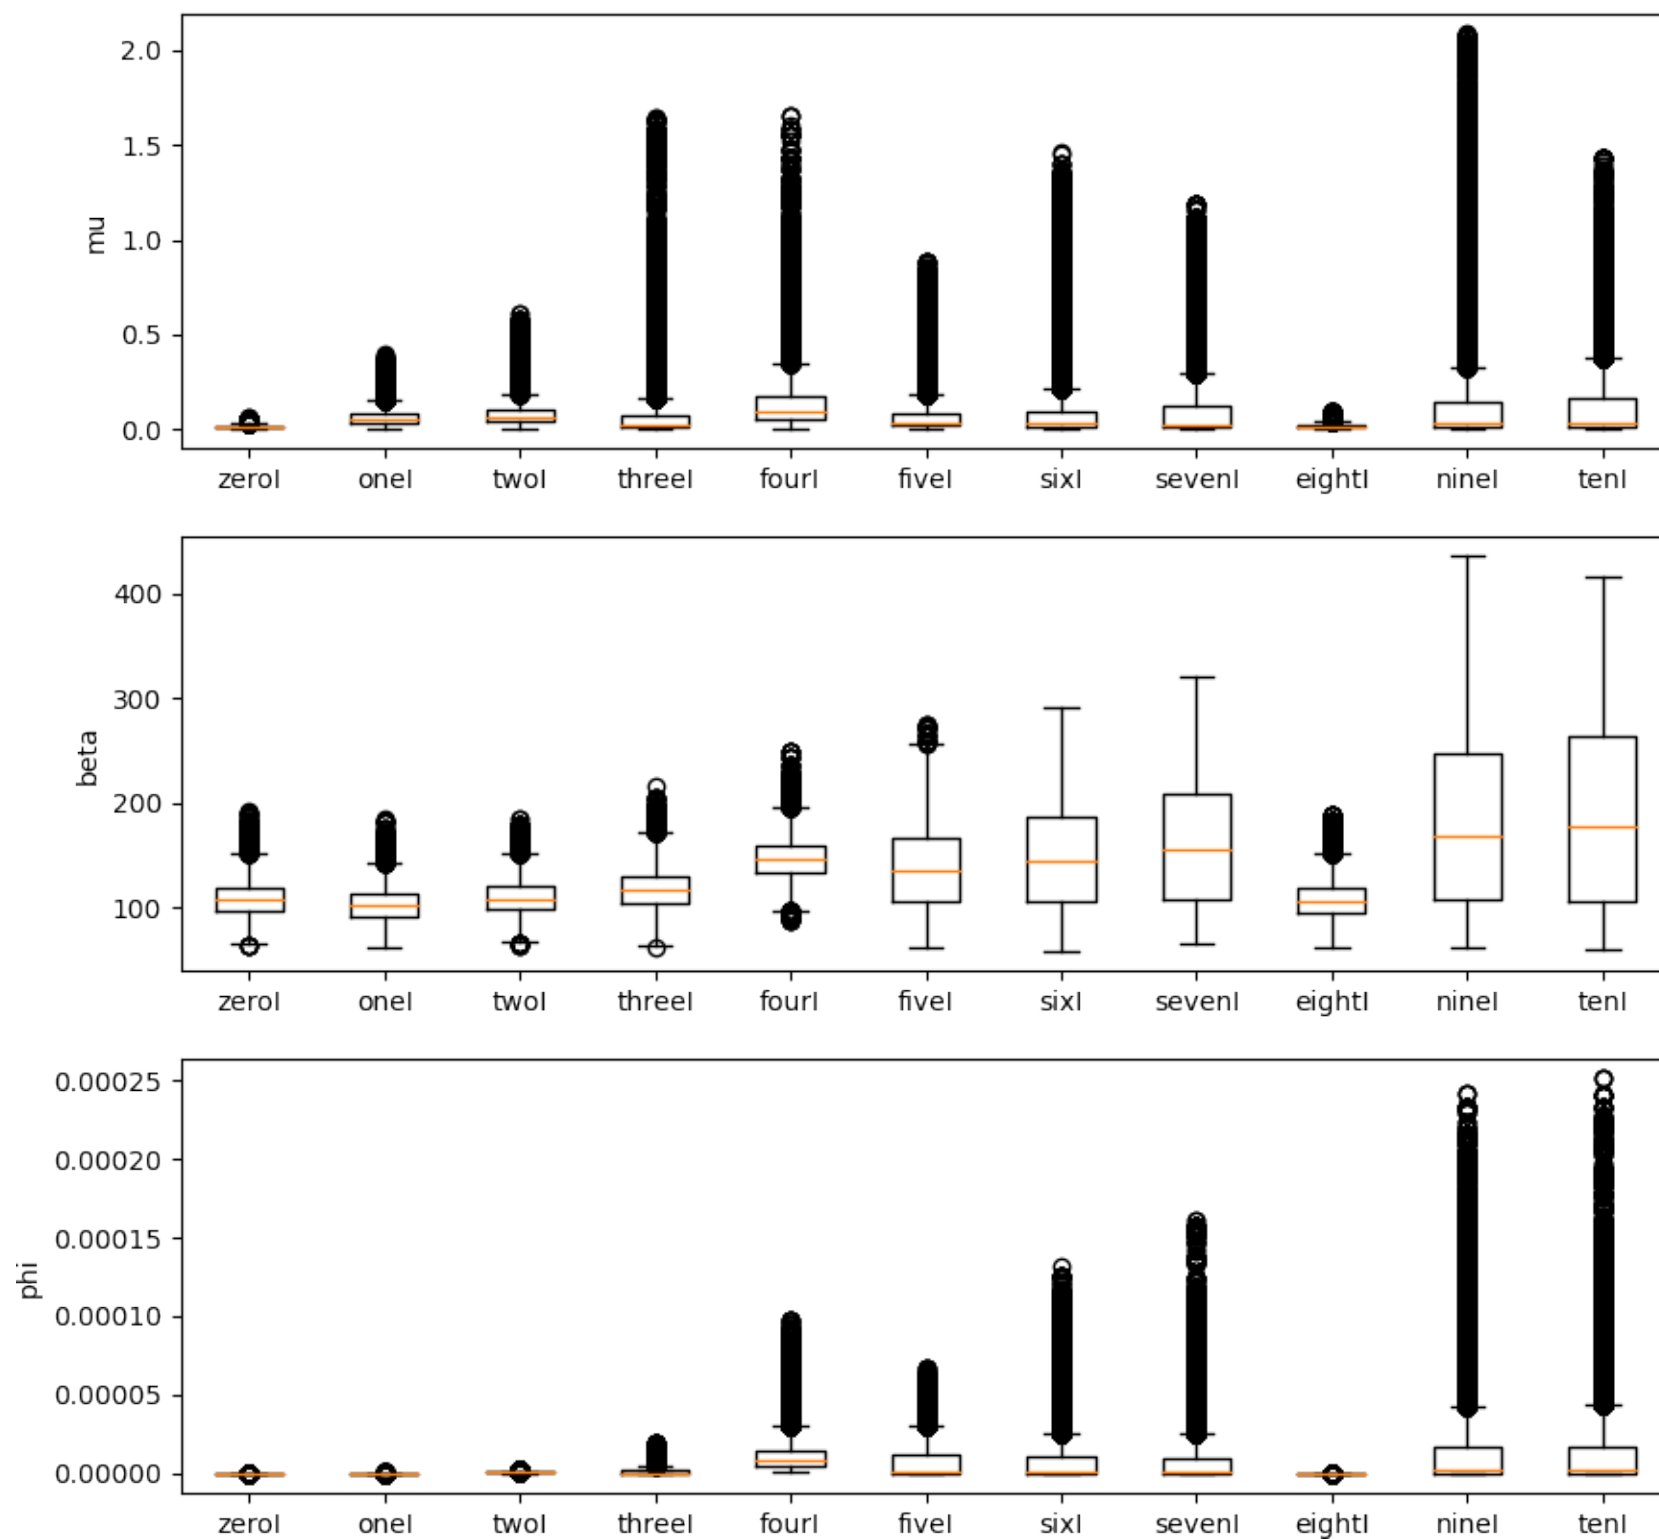 2.0
1.5
1.0
0.5
0.0
mu
zeroI oneI twoI threeI fourI fiveI sixI sevenI eightI nineI tenI
400
300
200
100
beta
zeroI oneI twoI threeI fourI fiveI sixI sevenI eightI nineI tenI
0.00025
0.00020
0.00015
0.00010
0.00005
0.00000
phi
zeroI oneI twoI threeI fourI fiveI sixI sevenI eightI nineI tenI